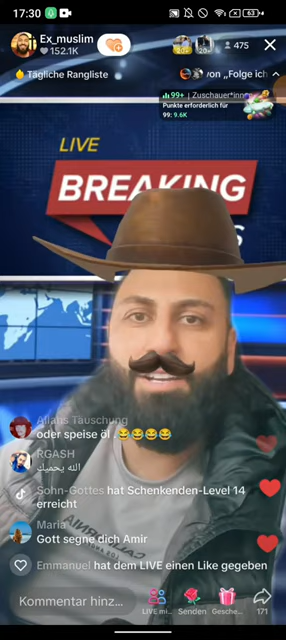 17:30
63
Ex_muslim
152.1K
475
Tägliche Rangliste
von „Folge ich
99+ | Zuschauer*innen
Punkte erforderlich für
99: 9.6K
LIVE
BREAKING
S
Allahs Täuschung
oder speise öl . 😂😂😂😂
RGASH
الله يحميك
Sohn-Gottes hat Schenkenden-Level 14
erreicht
Maria
Gott segne dich Amir
Emmanuel hat dem LIVE einen Like gegeben
Kommentar hinz...
LIVE mi...
Senden
Gesche...
171